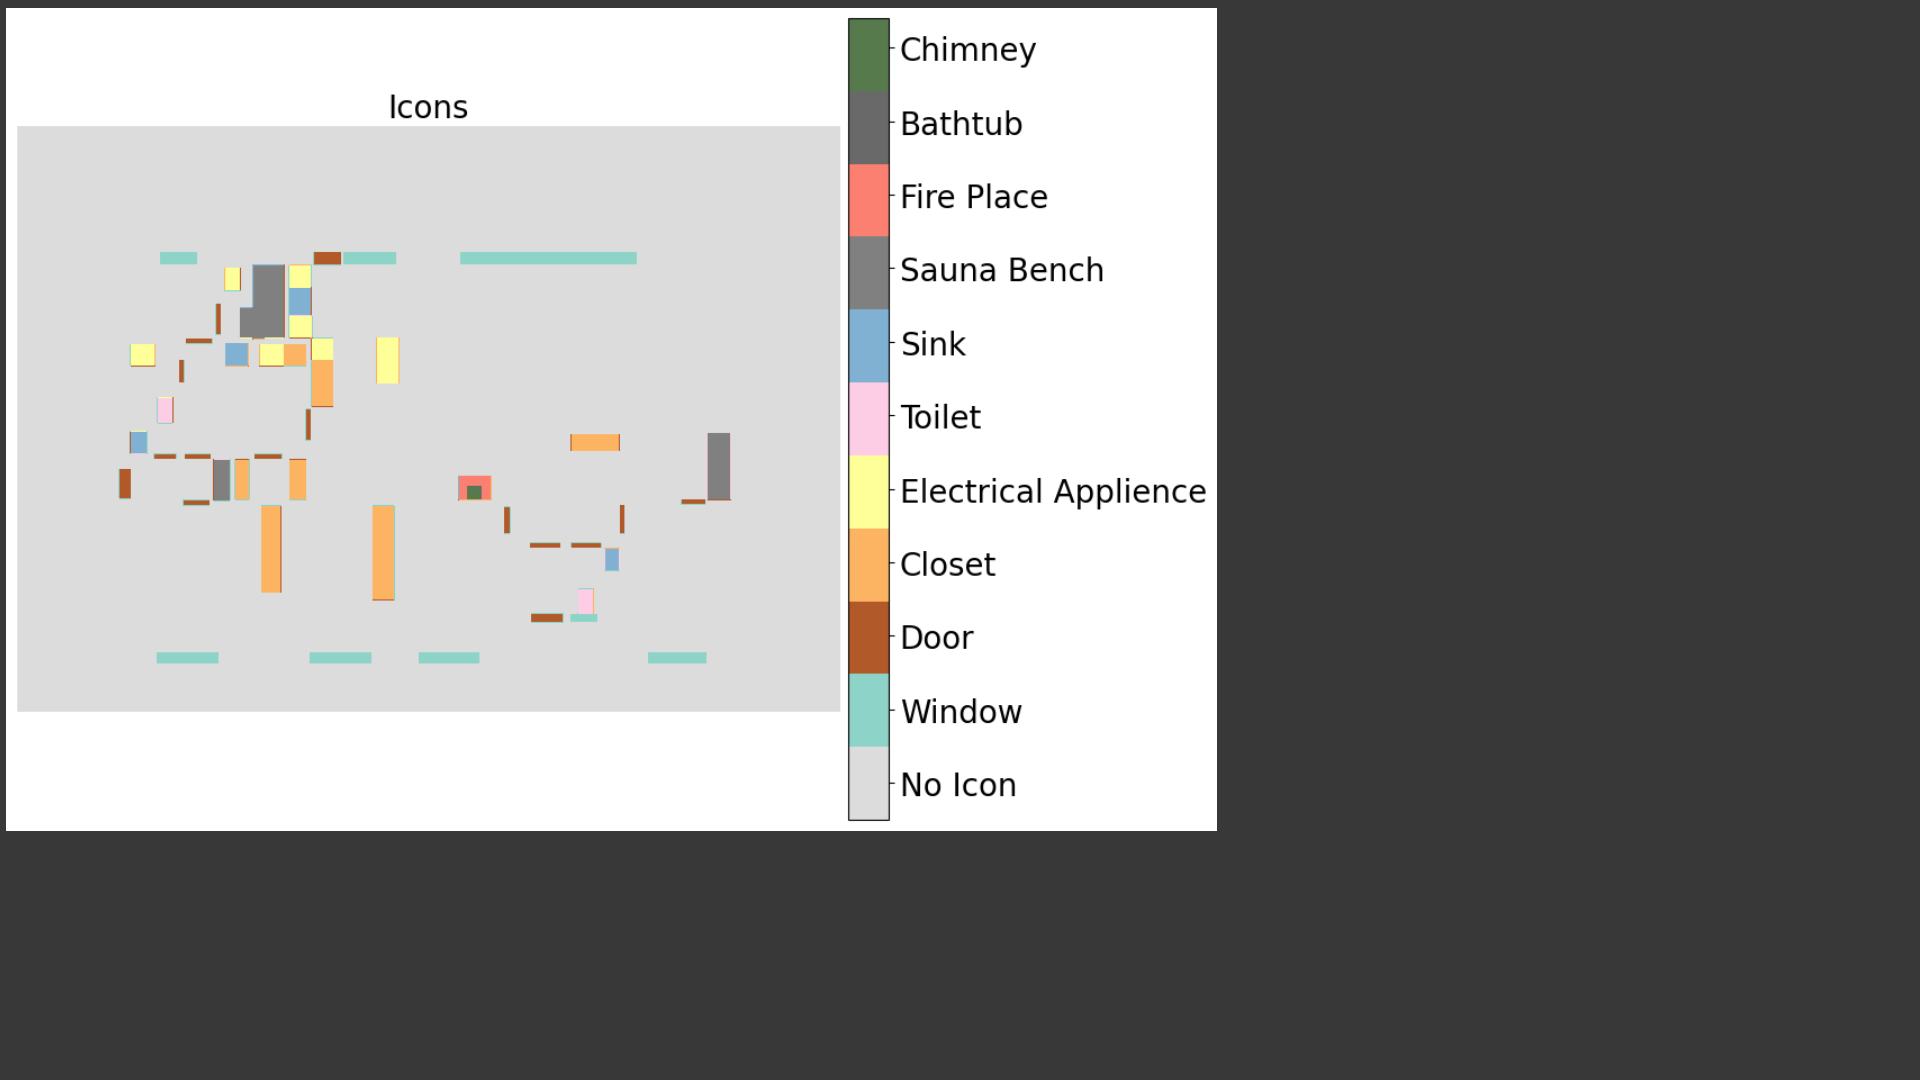 Icons
Chimney
Bathtub
Fire Place
Sauna Bench
Sink
Toilet
Electrical Applience
Closet
Door
Window
No Icon